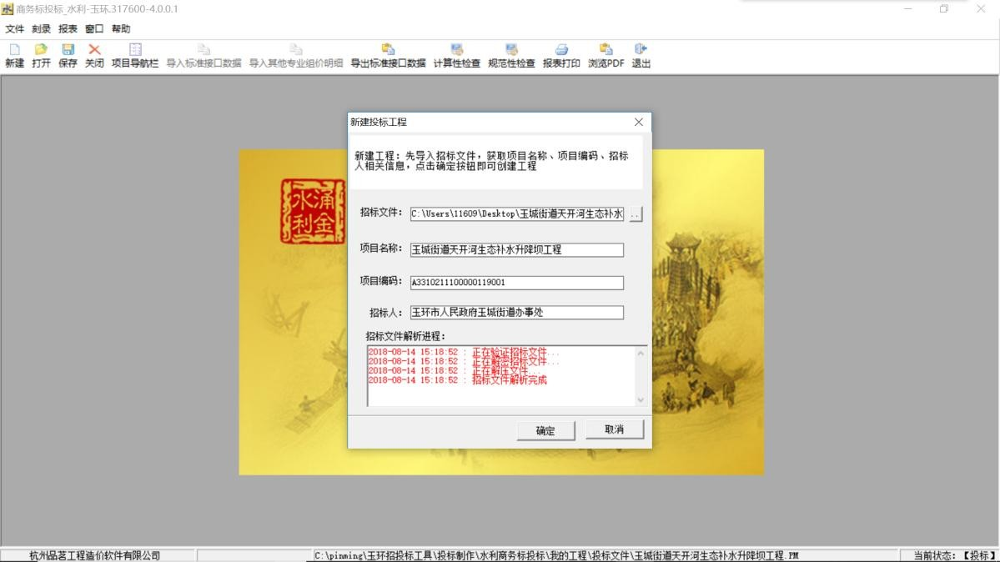 商务标投标_水利-玉环.317600-4.0.0.1
文件 刻录 报表 窗口 帮助
新建 打开 保存 关闭 项目导航栏 导入标准接口数据 导入其他专业组价明细 导出标准接口数据 计算性检查 规范性检查 报表打印 浏览PDF 退出
新建投标工程
新建工程：先导入招标文件，获取项目名称、项目编码、招标
人相关信息，点击确定按钮即可创建工程
招标文件： C:\Users\11609\Desktop\玉城街道天开河生态补水 ..
项目名称： 玉城街道天开河生态补水升降坝工程
项目编码： A3310211100000119001
招标人： 玉环市人民政府玉城街道办事处
招标文件解析进程：
2018-08-14 15:18:52 : 正在验证招标文件...
2018-08-14 15:18:52 : 正在解密招标文件...
2018-08-14 15:18:52 : 正在解压文件...
2018-08-14 15:18:52 : 招标文件解析完成
确定 取消
涌金
水利
杭州品茗工程造价软件有限公司 C:\pinming\玉环招投标工具\投标制作\水利商务标投标\我的工程\投标文件\玉城街道天开河生态补水升降坝工程.PM 当前状态：【投标】